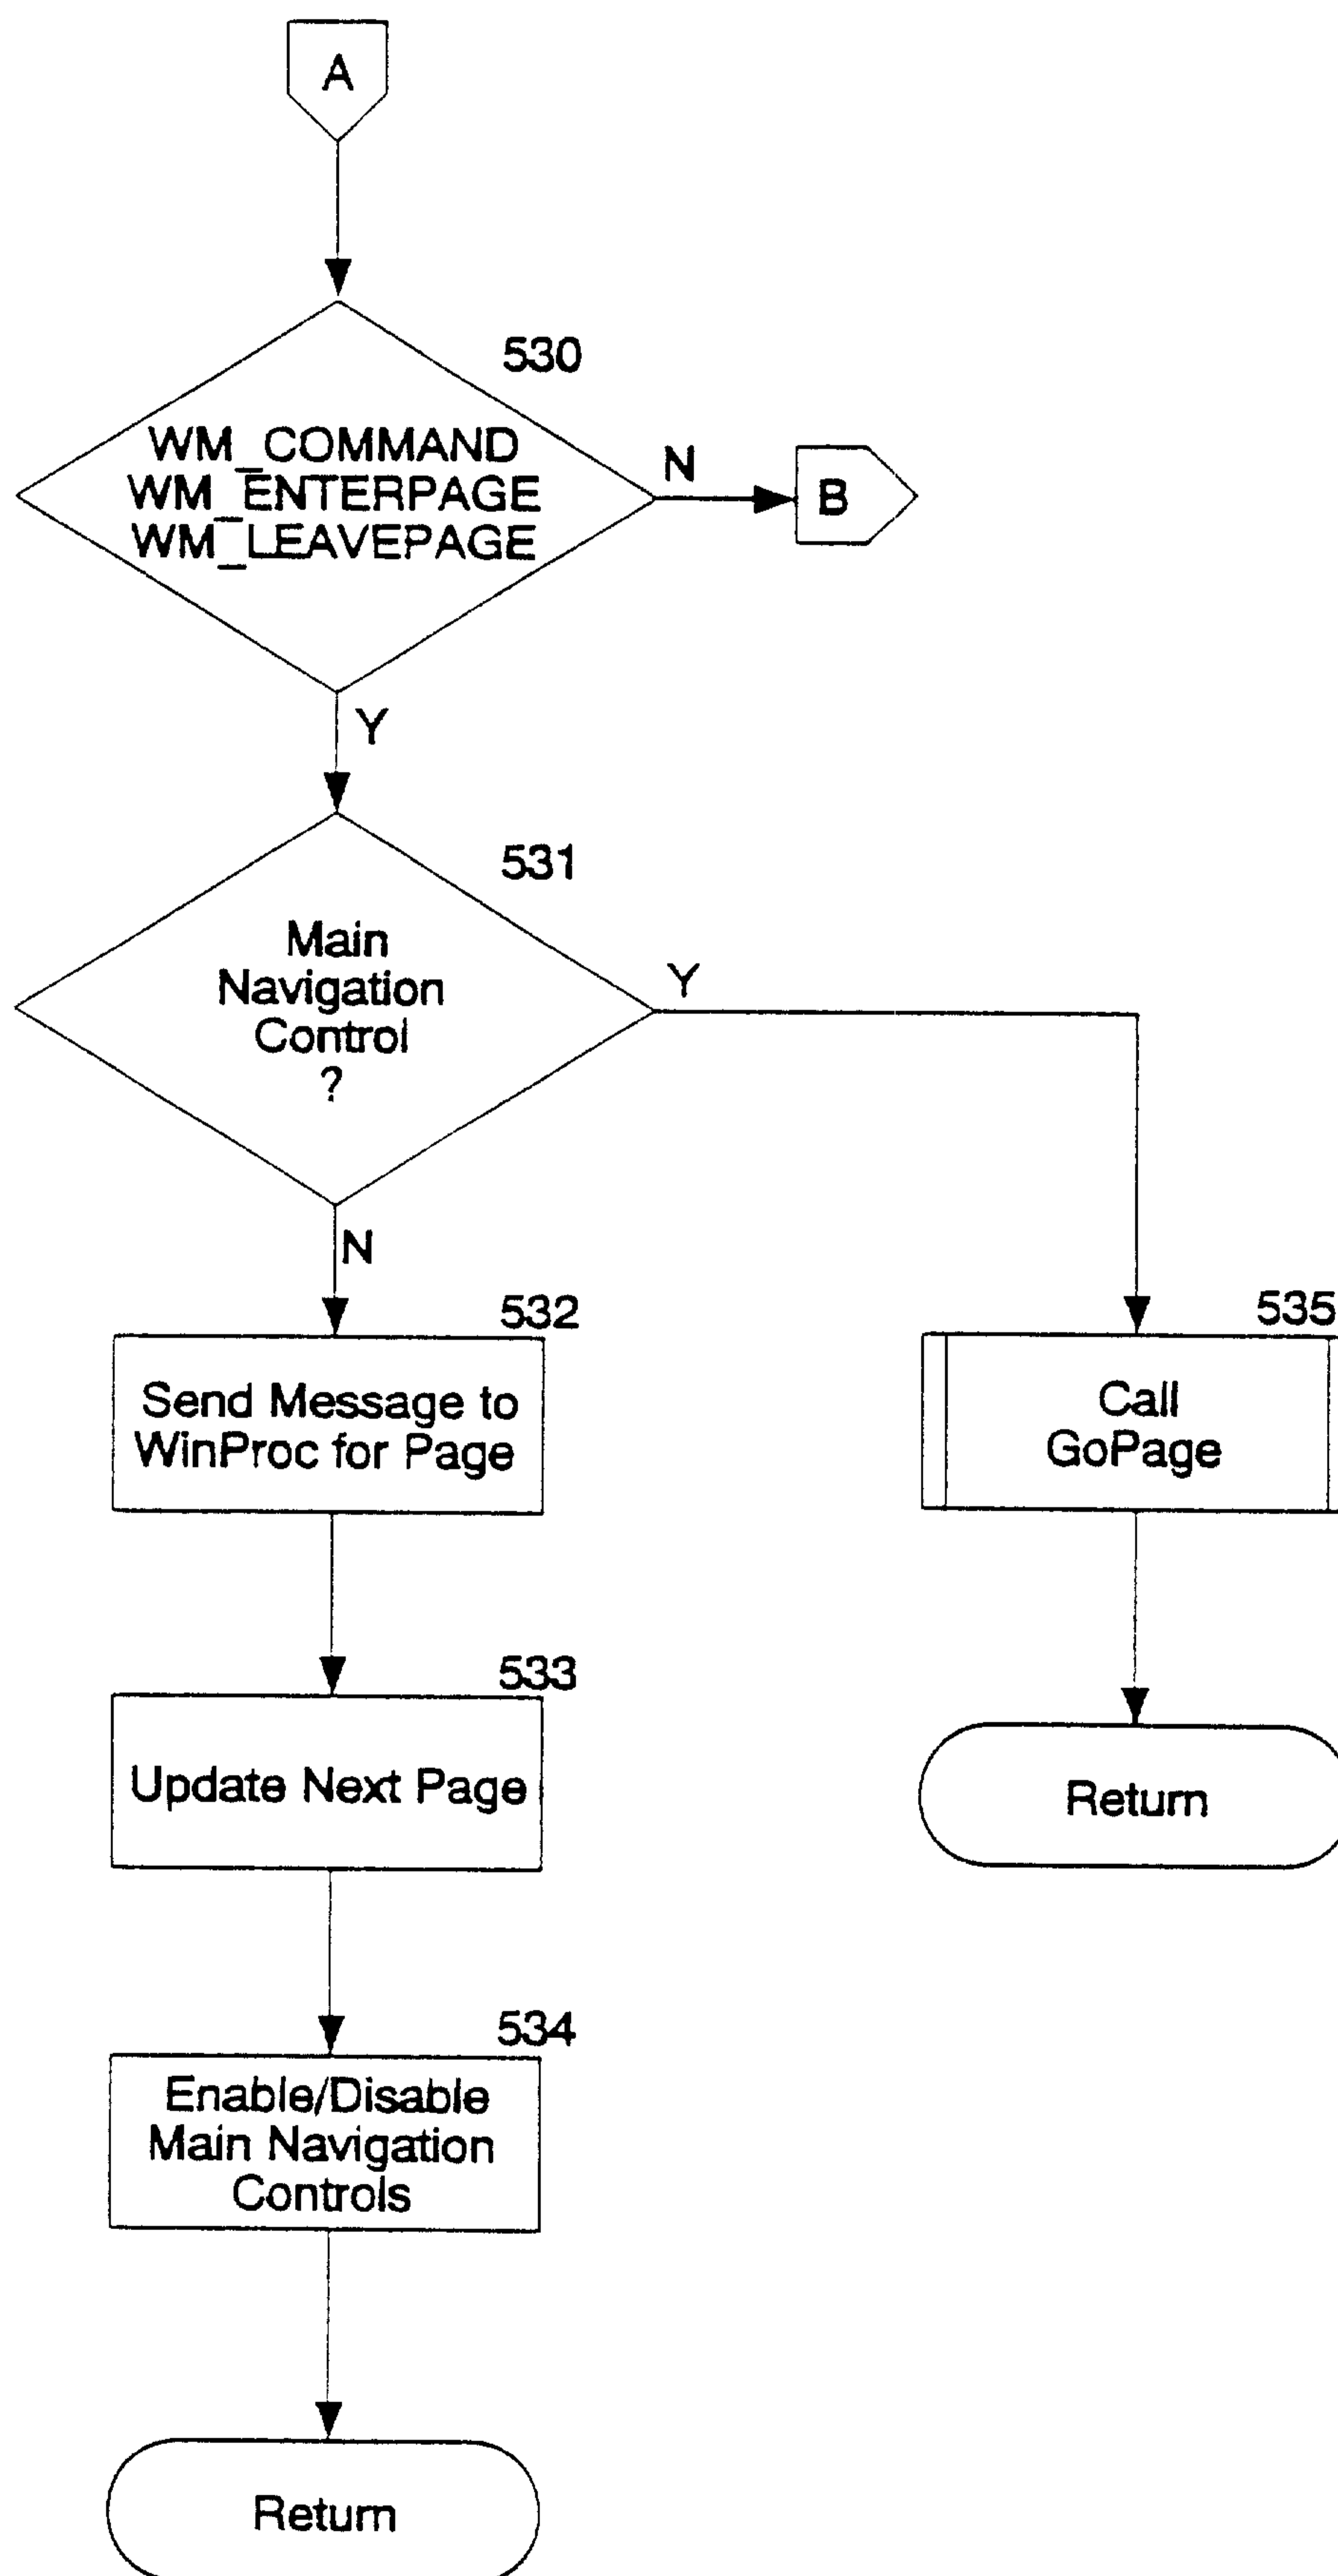 A
530
WM_COMMAND
WM_ENTERPAGE
WM_LEAVEPAGE
N
B
Y
531
Main
Navigation
Control
?
Y
N
532
Send Message to
WinProc for Page
535
Call
GoPage
533
Update Next Page
Return
534
Enable/Disable
Main Navigation
Controls
Return